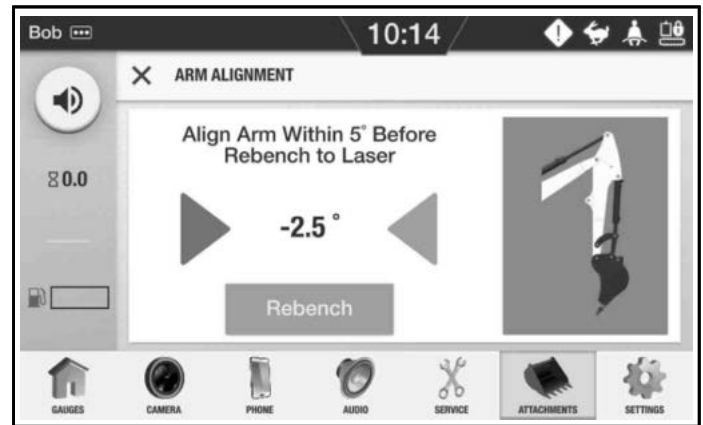 Bob
10:14
ARM ALIGNMENT
Align Arm Within 5° Before
Rebench to Laser
0.0
-2.5 °
Rebench
GAUGES
CAMERA
PHONE
AUDIO
SERVICE
ATTACHMENTS
SETTINGS